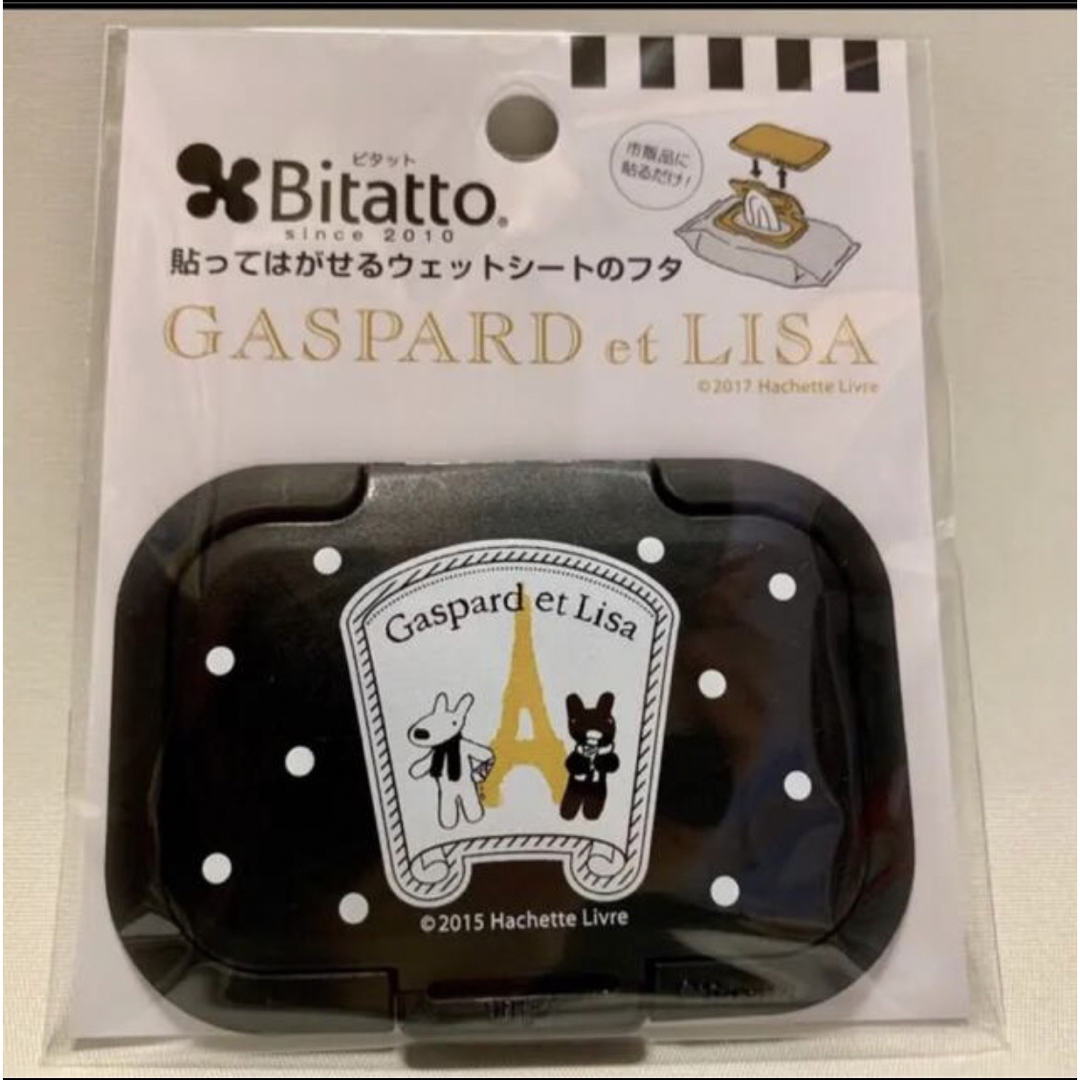 ビタット
Bitatto®
since 2010
市販品に
貼るだけ!
貼ってはがせるウェットシートのフタ
GASPARD et LISA
©2017 Hachette Livre
Gaspard et Lisa
©2015 Hachette Livre